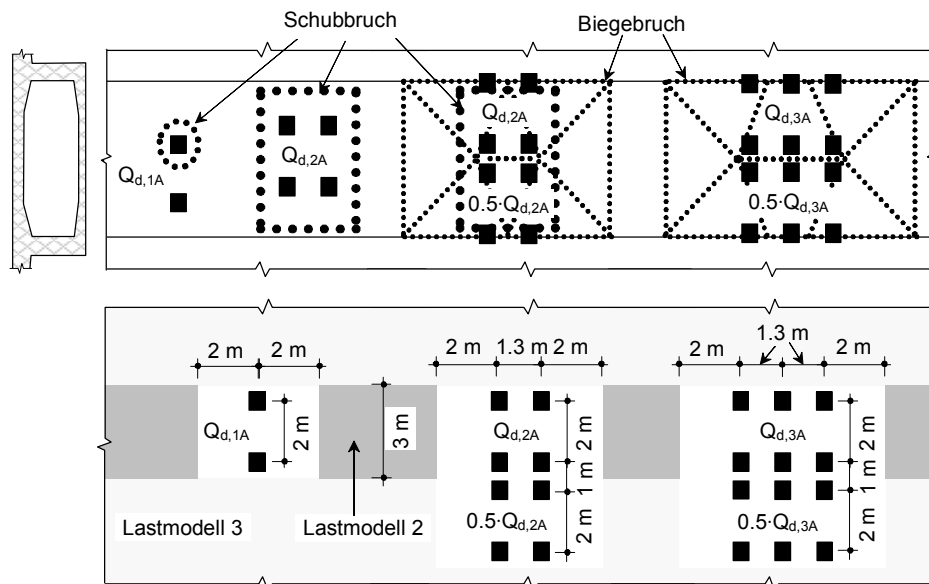 Schubbruch
Biegebruch
Q_d,1A
Q_d,2A
Q_d,2A
0.5·Q_d,2A
Q_d,3A
0.5·Q_d,3A
1.3 m
2 m 2 m 2 m 1.3 m 2 m 2 m 2 m
Q_d,1A
2 m
3 m
Q_d,2A
2 m
1 m
2 m
Q_d,3A
2 m
1 m
2 m
Lastmodell 3
Lastmodell 2
0.5·Q_d,2A
0.5·Q_d,3A